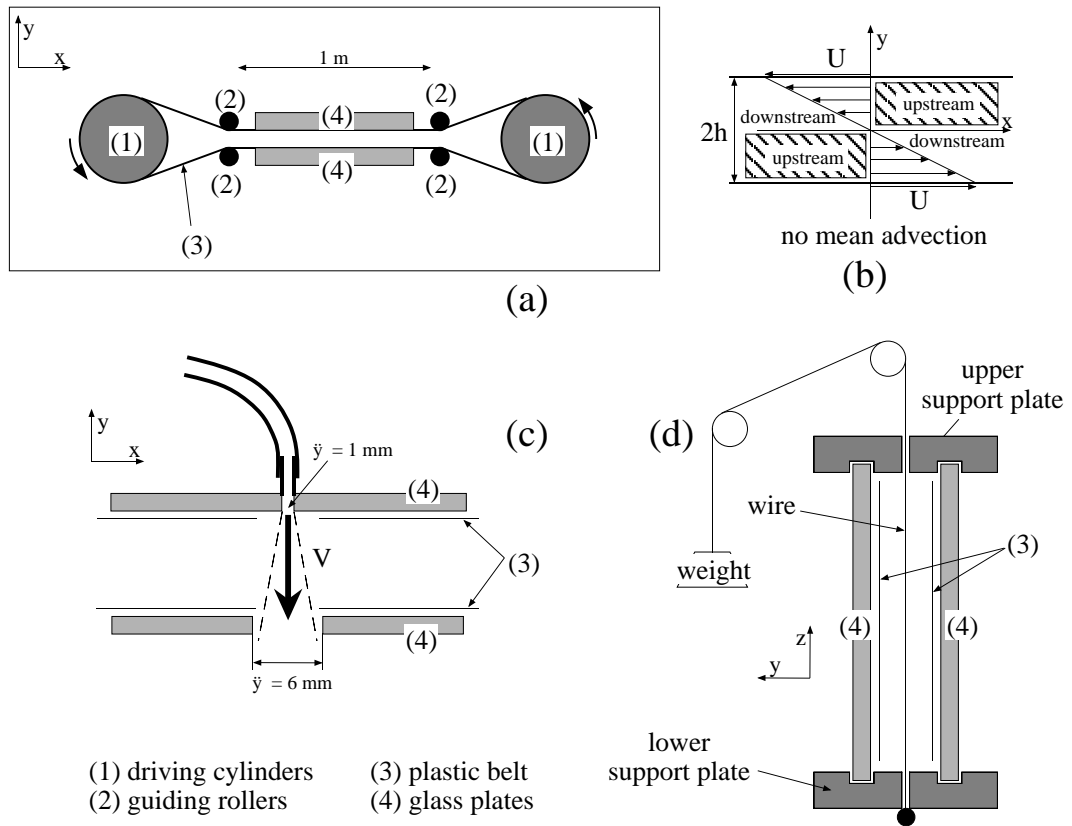 y
x
1 m
(2)
(2)
(1)
(4)
(1)
(4)
(2)
(2)
(3)
(a)
y
U
upstream
downstream
x
2h
downstream
upstream
U
no mean advection
(b)
y
x
(c)
ÿ = 1 mm
(4)
V
(3)
(4)
ÿ = 6 mm
(d)
upper
support plate
wire
(3)
weight
(4)
(4)
z
y
lower
support plate
(1) driving cylinders
(3) plastic belt
(2) guiding rollers
(4) glass plates